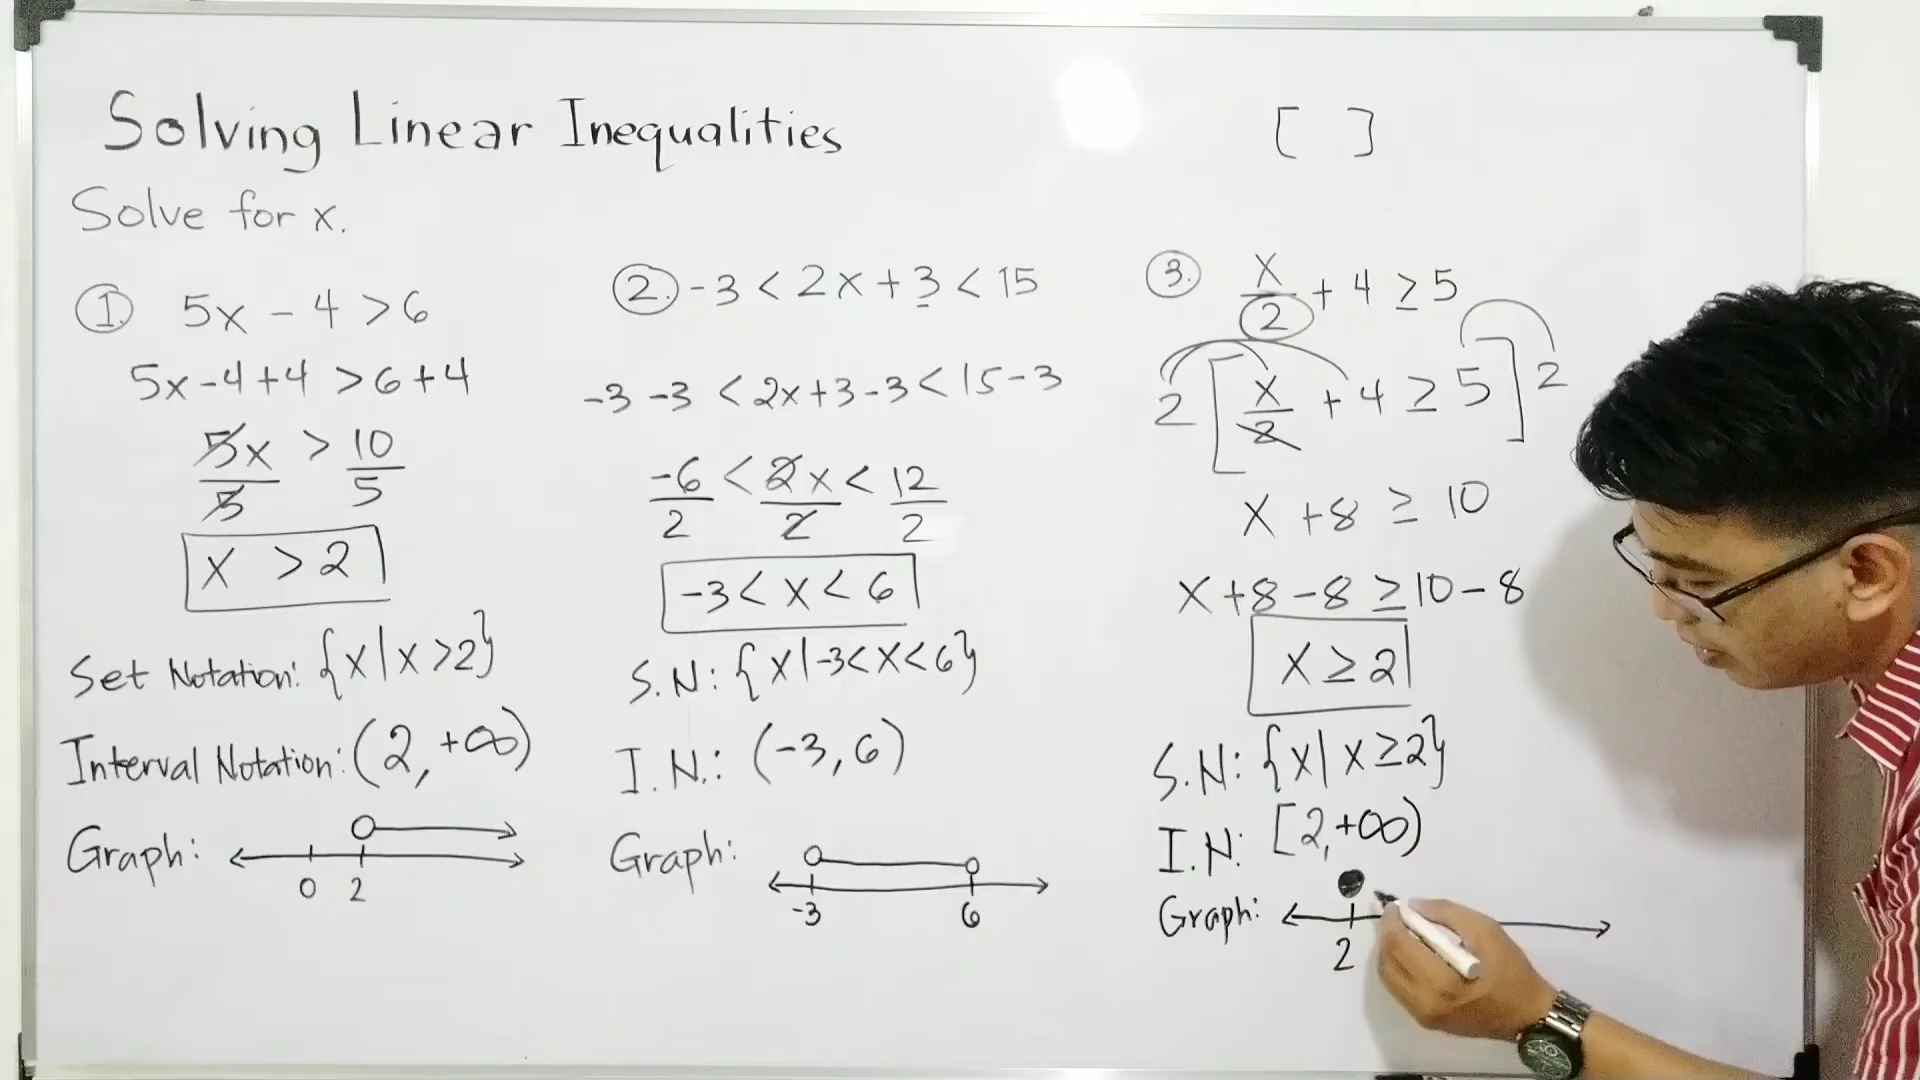 Solving Linear Inequalities
[ ]
Solve for x.
①. 5x - 4 > 6
5x-4+4 > 6+4
5x/5 > 10/5
x > 2
Set Notation: {x|x>2}
Interval Notation: (2, +∞)
Graph:
0 2
②. -3 < 2x + 3 < 15
-3 -3 < 2x+3-3 < 15-3
-6/2 < 2x/2 < 12/2
-3 < x < 6
S.N: {x|-3<x<6}
I.N.: (-3, 6)
Graph:
-3 6
③. x/2 + 4 ≥ 5
2 [ x/2 + 4 ≥ 5 ] 2
x + 8 ≥ 10
x + 8 - 8 ≥ 10 - 8
x ≥ 2
S.N: {x| x ≥ 2}
I.N: [2, +∞)
Graph:
2